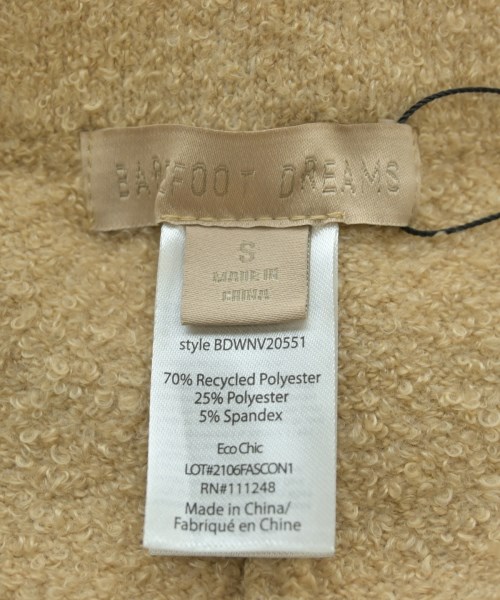 BAREFOOT DREAMS
S
MADE IN
CHINA
style BDWNV20551
70% Recycled Polyester
25% Polyester
5% Spandex
Eco Chic
LOT#2106FASCON1
RN#111248
Made in China/
Fabriqué en Chine